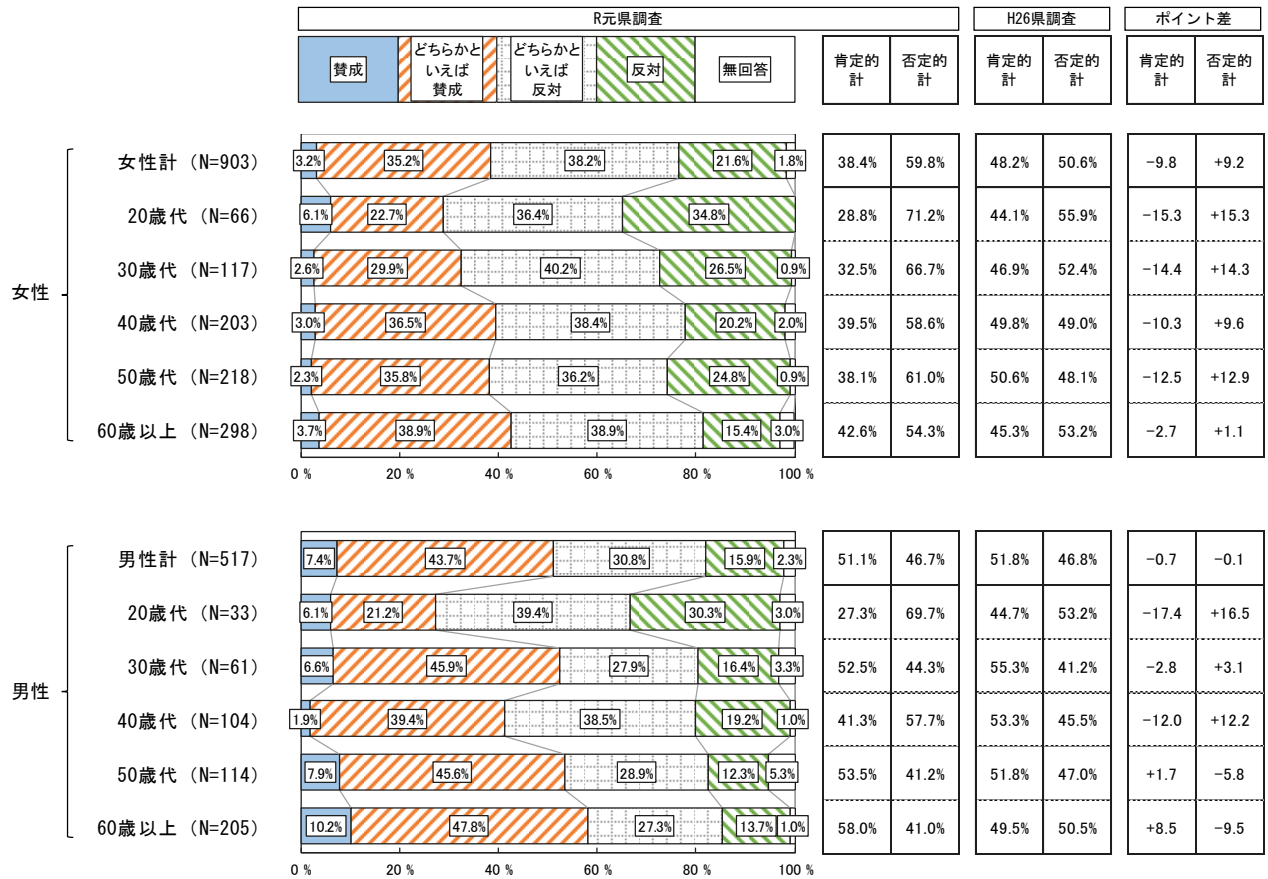 R元県調査 H26県調査 ポイント差
賛成 どちらかと いえば 賛成 どちらかと いえば 反対 反対 無回答 肯定的 計 否定的 計 肯定的 計 否定的 計 肯定的 計 否定的 計
女性
女性計 (N=903) 3.2% 35.2% 38.2% 21.6% 1.8% 38.4% 59.8% 48.2% 50.6% −9.8 +9.2
20歳代 (N=66) 6.1% 22.7% 36.4% 34.8% 28.8% 71.2% 44.1% 55.9% −15.3 +15.3
30歳代 (N=117) 2.6% 29.9% 40.2% 26.5% 0.9% 32.5% 66.7% 46.9% 52.4% −14.4 +14.3
40歳代 (N=203) 3.0% 36.5% 38.4% 20.2% 2.0% 39.5% 58.6% 49.8% 49.0% −10.3 +9.6
50歳代 (N=218) 2.3% 35.8% 36.2% 24.8% 0.9% 38.1% 61.0% 50.6% 48.1% −12.5 +12.9
60歳以上 (N=298) 3.7% 38.9% 38.9% 15.4% 3.0% 42.6% 54.3% 45.3% 53.2% −2.7 +1.1
0 % 20 % 40 % 60 % 80 % 100 %
男性
男性計 (N=517) 7.4% 43.7% 30.8% 15.9% 2.3% 51.1% 46.7% 51.8% 46.8% −0.7 −0.1
20歳代 (N=33) 6.1% 21.2% 39.4% 30.3% 3.0% 27.3% 69.7% 44.7% 53.2% −17.4 +16.5
30歳代 (N=61) 6.6% 45.9% 27.9% 16.4% 3.3% 52.5% 44.3% 55.3% 41.2% −2.8 +3.1
40歳代 (N=104) 1.9% 39.4% 38.5% 19.2% 1.0% 41.3% 57.7% 53.3% 45.5% −12.0 +12.2
50歳代 (N=114) 7.9% 45.6% 28.9% 12.3% 5.3% 53.5% 41.2% 51.8% 47.0% +1.7 −5.8
60歳以上 (N=205) 10.2% 47.8% 27.3% 13.7% 1.0% 58.0% 41.0% 49.5% 50.5% +8.5 −9.5
0 % 20 % 40 % 60 % 80 % 100 %